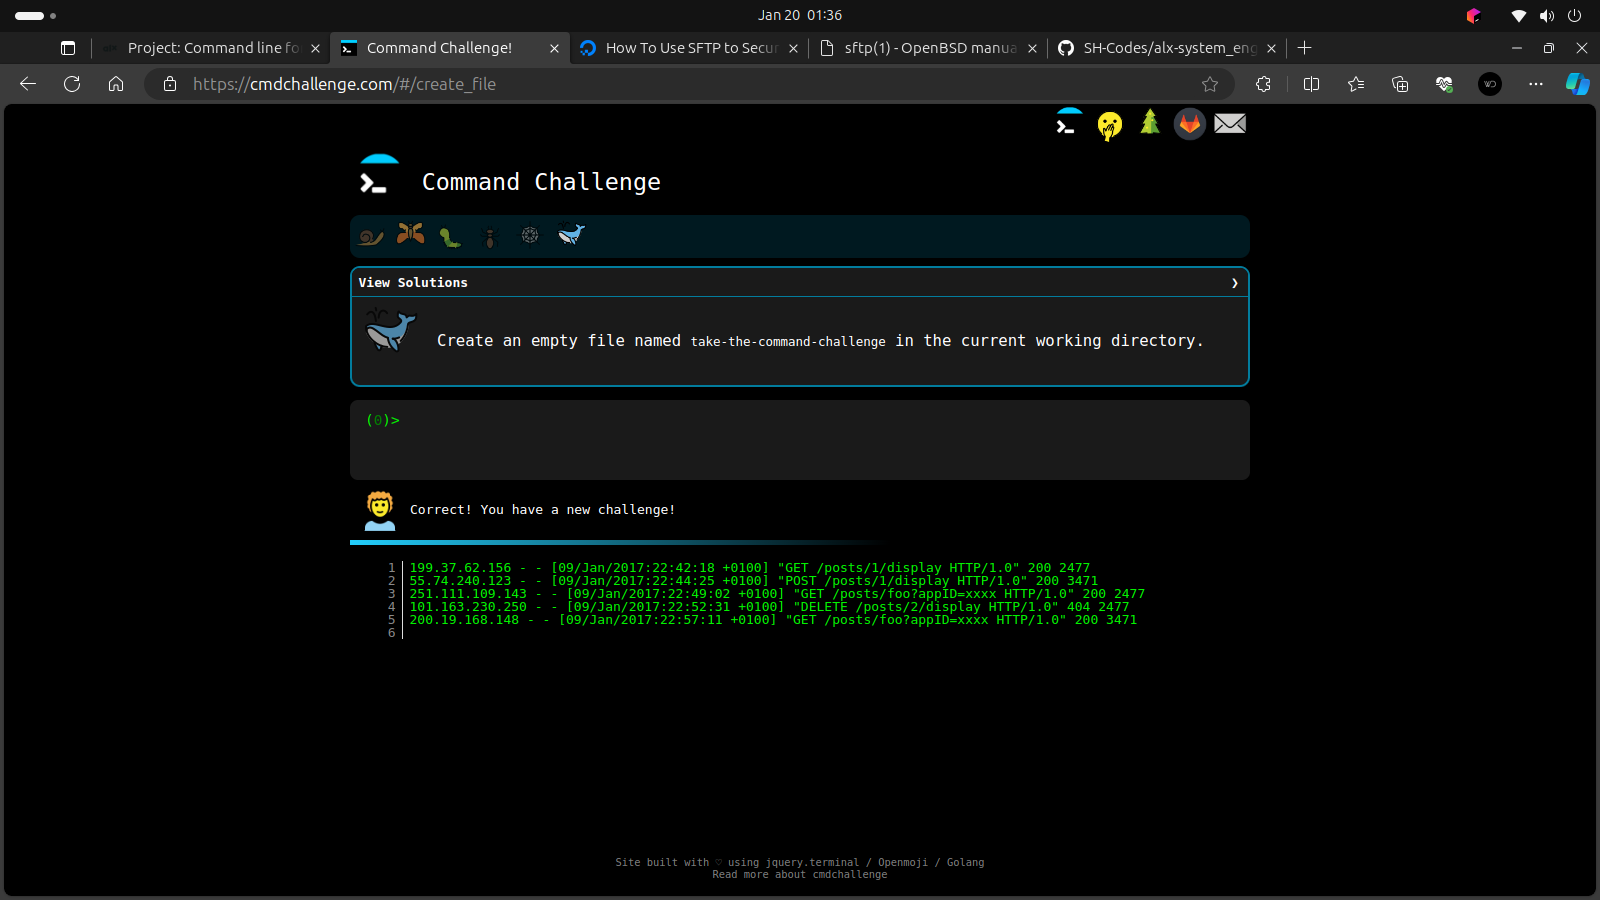 Jan 20 01:36
Project: Command line fo
Command Challenge!
How To Use SFTP to Secur
sftp(1) - OpenBSD manua
SH-Codes/alx-system_eng
https://cmdchallenge.com/#/create_file
Command Challenge
View Solutions
Create an empty file named take-the-command-challenge in the current working directory.
(0)>
Correct! You have a new challenge!
1 199.37.62.156 - - [09/Jan/2017:22:42:18 +0100] "GET /posts/1/display HTTP/1.0" 200 2477
2 55.74.240.123 - - [09/Jan/2017:22:44:25 +0100] "POST /posts/1/display HTTP/1.0" 200 3471
3 251.111.109.143 - - [09/Jan/2017:22:49:02 +0100] "GET /posts/foo?appID=xxxx HTTP/1.0" 200 2477
4 101.163.230.250 - - [09/Jan/2017:22:52:31 +0100] "DELETE /posts/2/display HTTP/1.0" 404 2477
5 200.19.168.148 - - [09/Jan/2017:22:57:11 +0100] "GET /posts/foo?appID=xxxx HTTP/1.0" 200 3471
6
Site built with ♡ using jquery.terminal / Openmoji / Golang
Read more about cmdchallenge